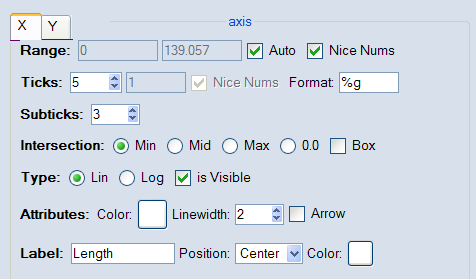 axis
X Y
Range: 0 139.057 Auto Nice Nums
Ticks: 5 1 Nice Nums Format: %g
Subticks: 3
Intersection: Min Mid Max 0.0 Box
Type: Lin Log is Visible
Attributes: Color: Linewidth: 2 Arrow
Label: Length Position: Center Color: